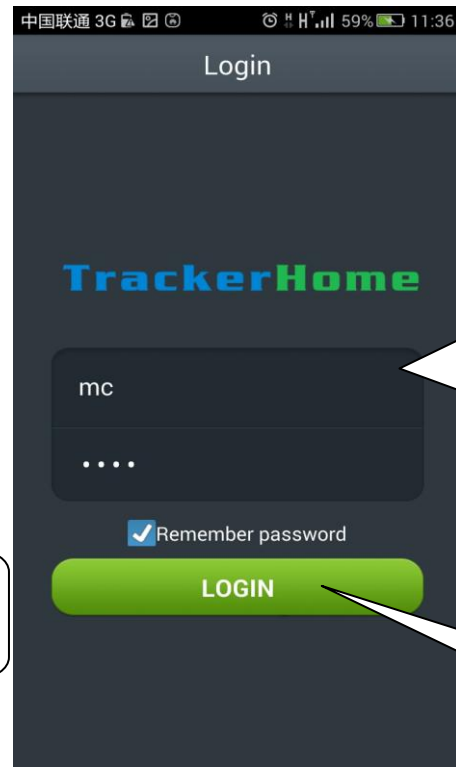 中国联通 3G 59% 11:36
Login
TrackerHome
mc
••••
Remember password
LOGIN